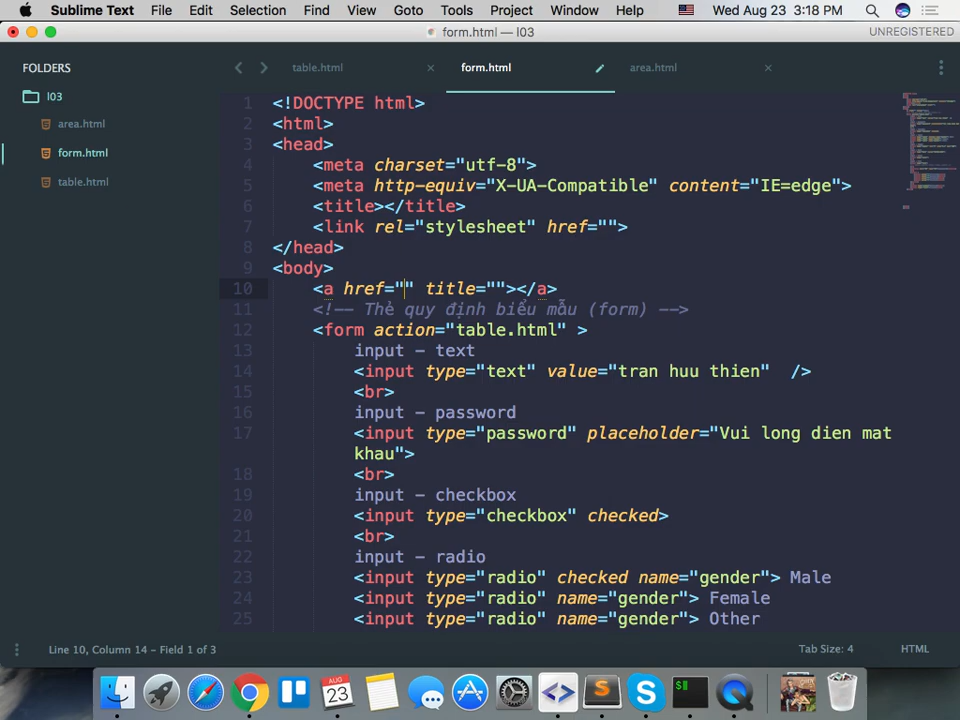 Sublime Text File Edit Selection Find View Goto Tools Project Window Help Wed Aug 23 3:18 PM
form.html — l03 UNREGISTERED
FOLDERS
l03
area.html
form.html
table.html
table.html form.html area.html
1 <!DOCTYPE html>
2 <html>
3 <head>
4 <meta charset="utf-8">
5 <meta http-equiv="X-UA-Compatible" content="IE=edge">
6 <title></title>
7 <link rel="stylesheet" href="">
8 </head>
9 <body>
10 <a href="" title=""></a>
11 <!-- Thẻ quy định biểu mẫu (form) -->
12 <form action="table.html" >
13 input - text
14 <input type="text" value="tran huu thien" />
15 <br>
16 input - password
17 <input type="password" placeholder="Vui long dien mat
khau">
18 <br>
19 input - checkbox
20 <input type="checkbox" checked>
21 <br>
22 input - radio
23 <input type="radio" checked name="gender"> Male
24 <input type="radio" name="gender"> Female
25 <input type="radio" name="gender"> Other
Line 10, Column 14 - Field 1 of 3 Tab Size: 4 HTML
AUG
23